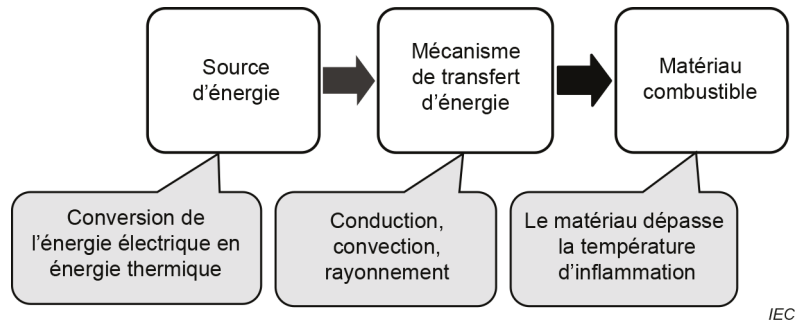 Source
d'énergie
Mécanisme
de transfert
d'énergie
Matériau
combustible
Conversion de
l'énergie électrique en
énergie thermique
Conduction,
convection,
rayonnement
Le matériau dépasse
la température
d'inflammation
IEC